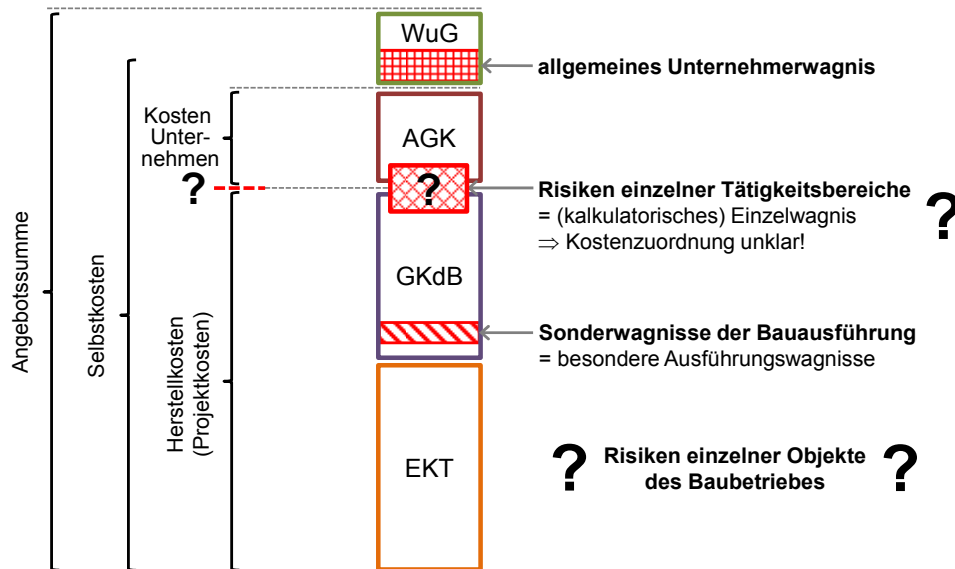 WuG
allgemeines Unternehmerwagnis
Kosten
Unter-
nehmen
?
AGK
?
Risiken einzelner Tätigkeitsbereiche
= (kalkulatorisches) Einzelwagnis
⇒ Kostenzuordnung unklar!
?
GKdB
Sonderwagnisse der Bauausführung
= besondere Ausführungswagnisse
Angebotssumme
Selbstkosten
Herstellkosten
(Projektkosten)
EKT
? Risiken einzelner Objekte ?
des Baubetriebes